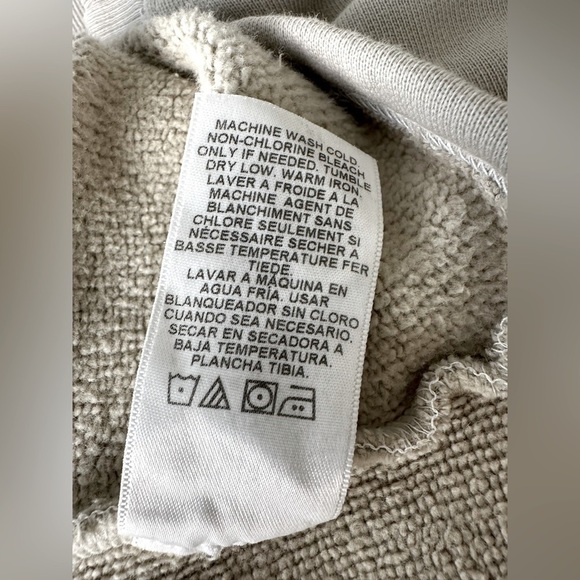 MACHINE WASH COLD.
NON-CHLORINE BLEACH
ONLY IF NEEDED. TUMBLE
DRY LOW. WARM IRON.
LAVER A FROIDE A LA
MACHINE AGENT DE
BLANCHIMENT SANS
CHLORE SEULEMENT SI
NÉCESSAIRE SECHER A
BASSE TEMPERATURE FER
TIEDE.
LAVAR A MÁQUINA EN
AGUA FRÍA. USAR
BLANQUEADOR SIN CLORO
CUANDO SEA NECESARIO.
SECAR EN SECADORA A
BAJA TEMPERATURA.
PLANCHA TIBIA.